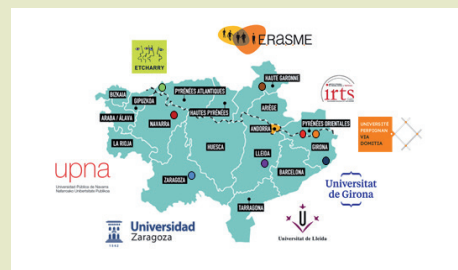 ERASME
ETCHARRY
HAUTE GARONNE
BIZKAIA
GIPUZKOA
PYRÉNÉES ATLANTIQUES
irts
ARIÈGE
ARABA / ÁLAVA
NAVARRA
HAUTES PYRÉNÉES
ANDORRA
PYRÉNÉES ORIENTALES
UNIVERSITÉ
PERPIGNAN
VIA
DOMITIA
LA RIOJA
HUESCA
GIRONA
LLEIDA
upna
Universidad Pública de Navarra
Nafarroako Unibertsitate Publikoa
ZARAGOZA
BARCELONA
Universitat
de Girona
TARRAGONA
Universidad
Zaragoza
Universitat de Lleida